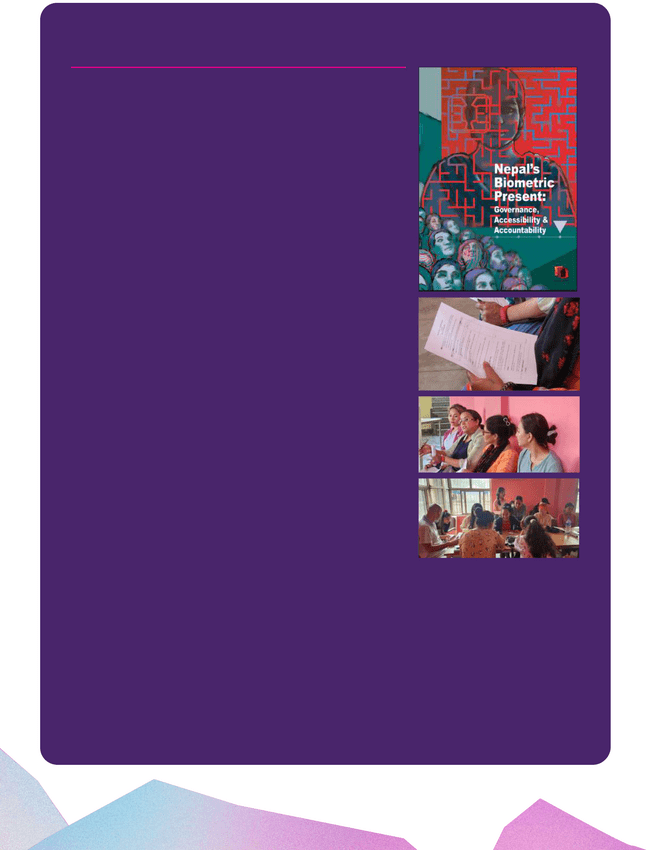 Nepal's
Biometric
Present:
Governance,
Accessibility &
Accountability